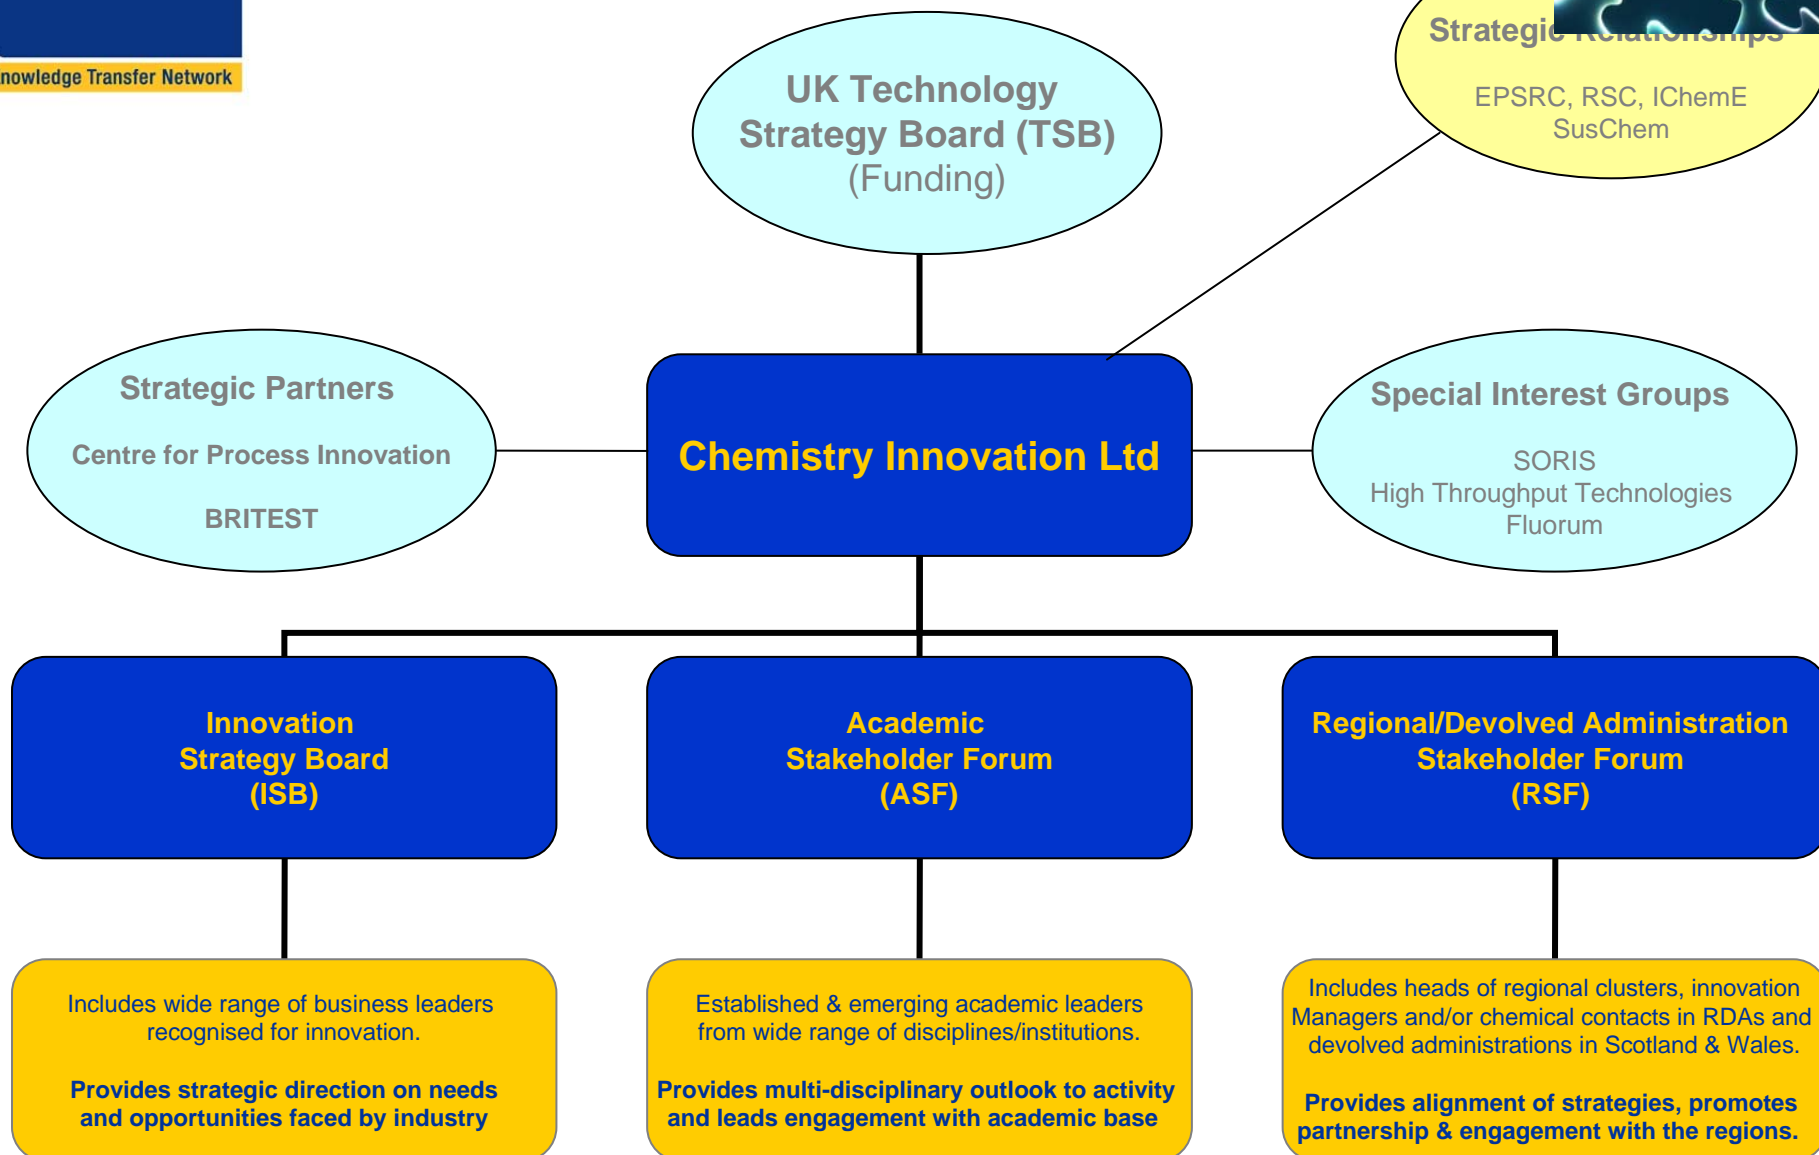 nowledge Transfer Network
Strategic Relationships
EPSRC, RSC, IChemE
SusChem
UK Technology
Strategy Board (TSB)
(Funding)
Strategic Partners
Centre for Process Innovation
BRITEST
Chemistry Innovation Ltd
Special Interest Groups
SORIS
High Throughput Technologies
Fluorum
Innovation
Strategy Board
(ISB)
Academic
Stakeholder Forum
(ASF)
Regional/Devolved Administration
Stakeholder Forum
(RSF)
Includes wide range of business leaders
recognised for innovation.
Provides strategic direction on needs
and opportunities faced by industry
Established & emerging academic leaders
from wide range of disciplines/institutions.
Provides multi-disciplinary outlook to activity
and leads engagement with academic base
Includes heads of regional clusters, innovation
Managers and/or chemical contacts in RDAs and
devolved administrations in Scotland & Wales.
Provides alignment of strategies, promotes
partnership & engagement with the regions.